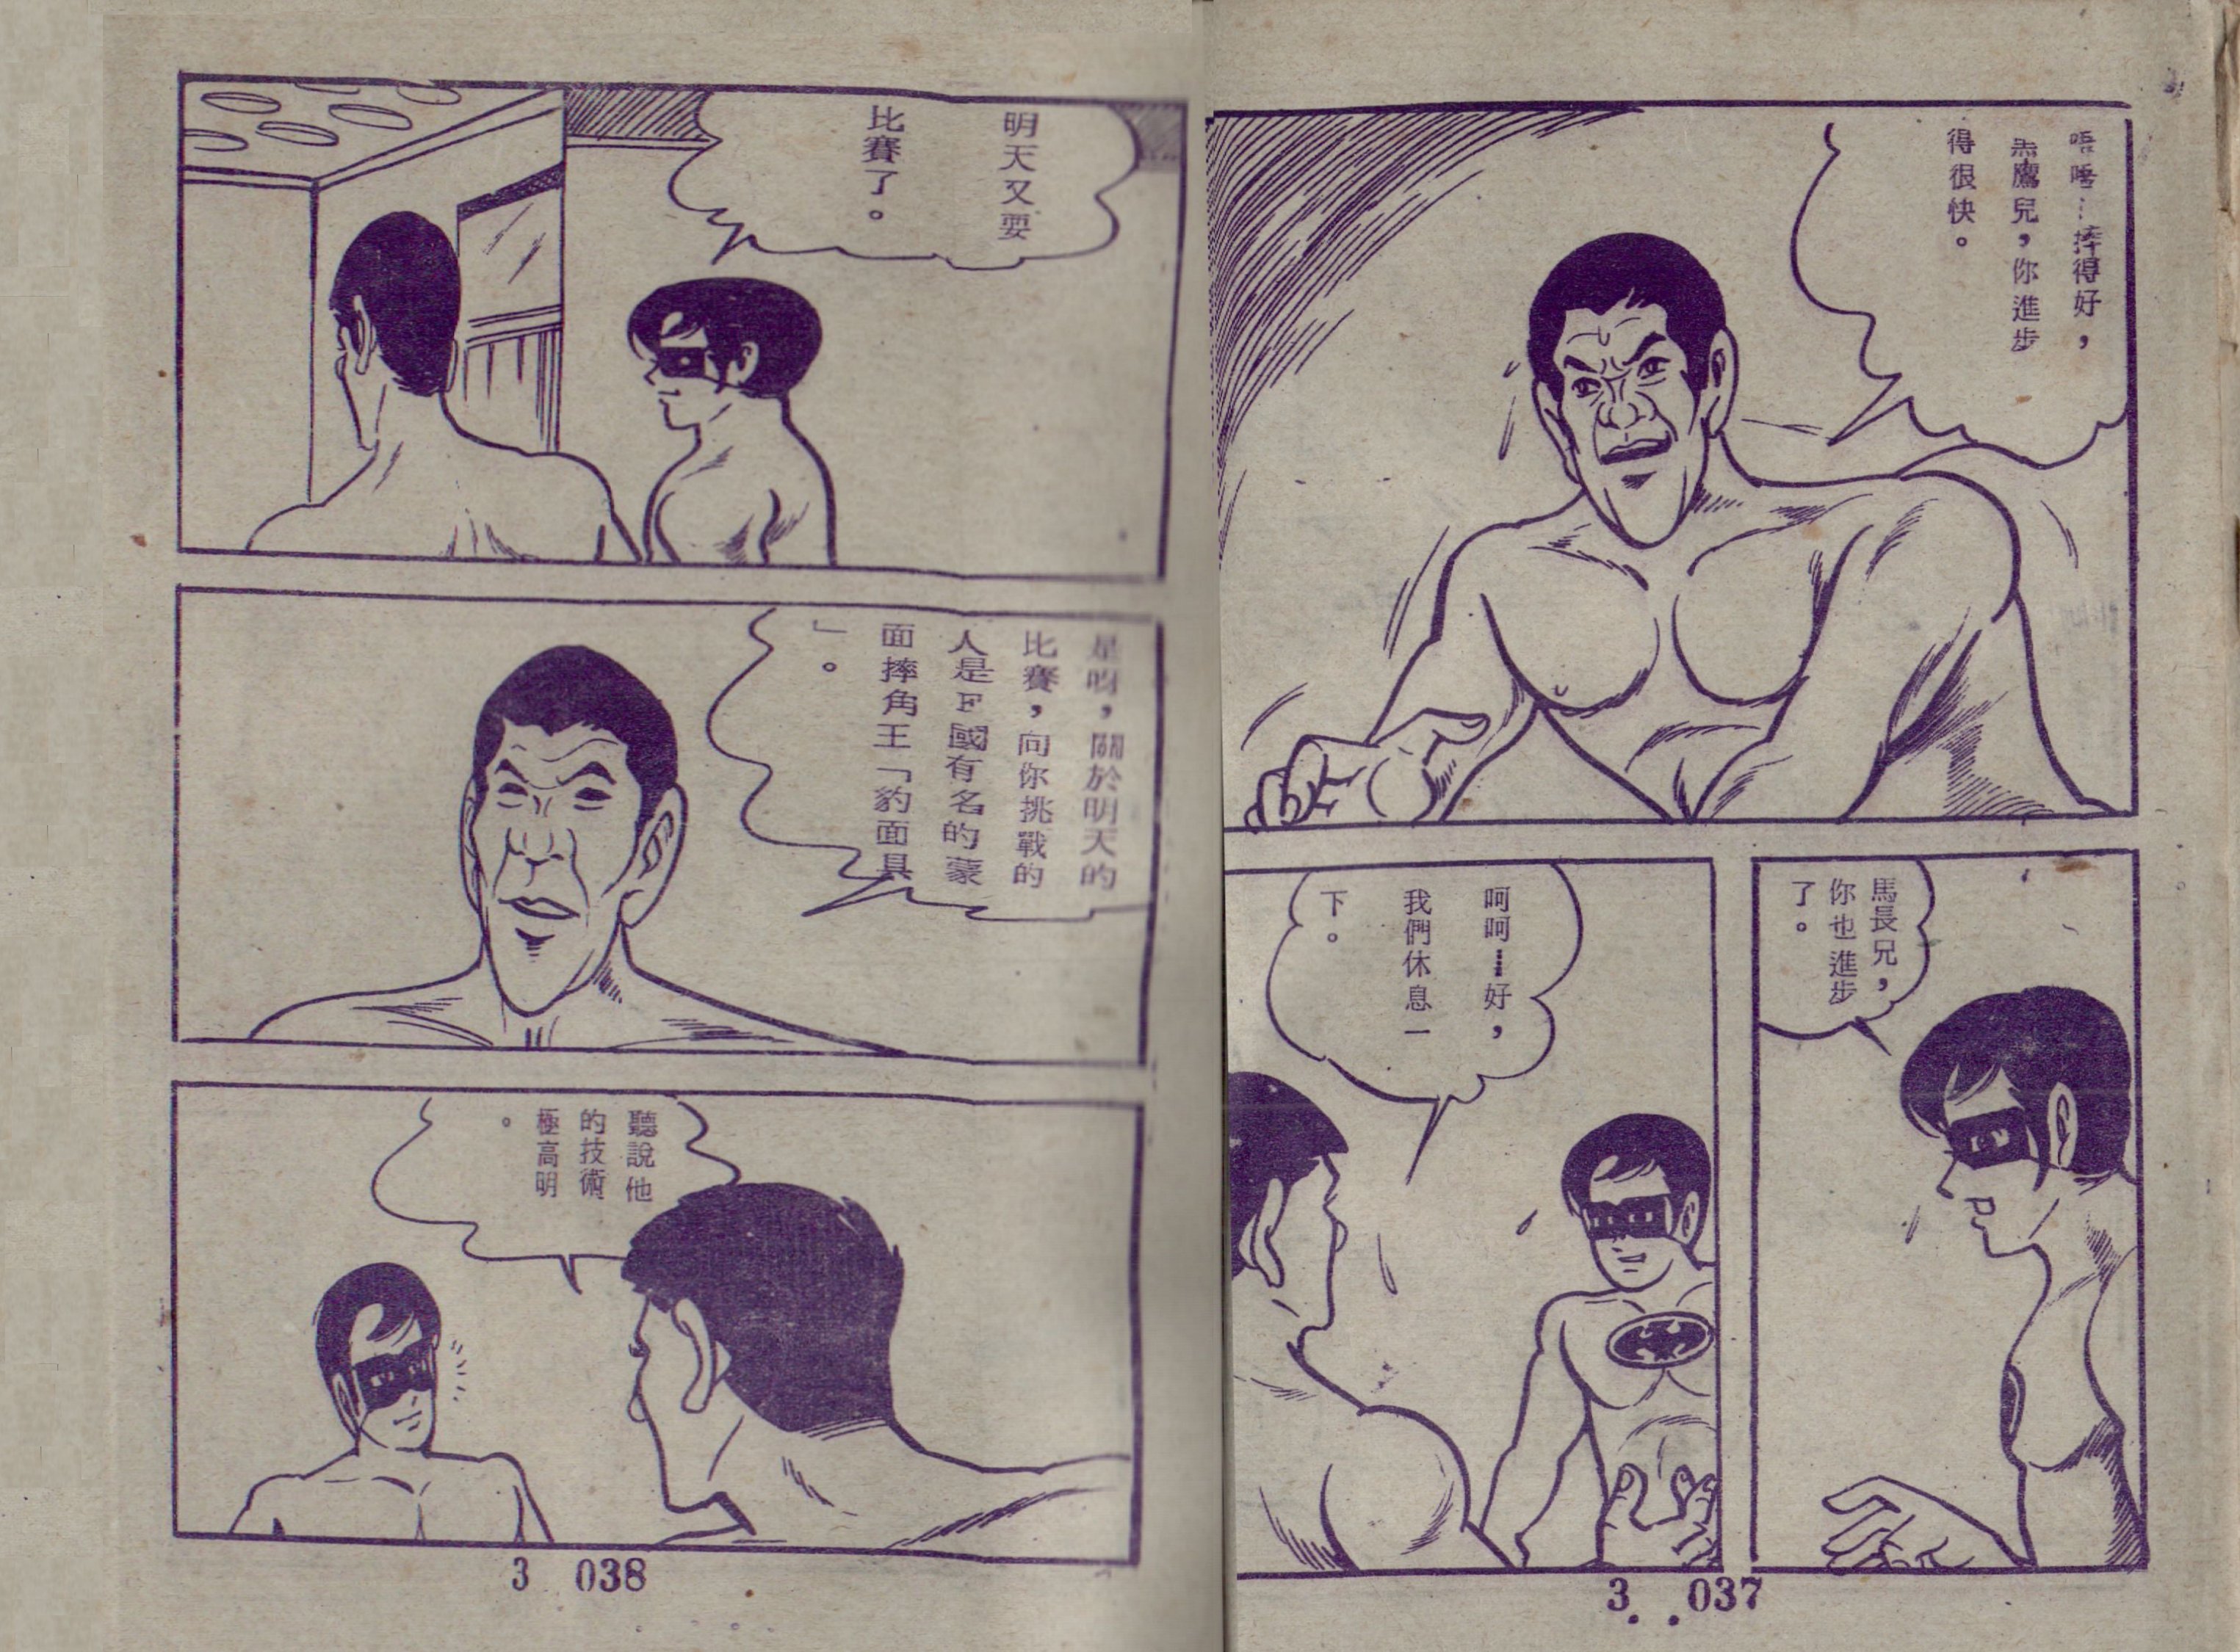 唔唔…摔得好，
黑鷹兄，你進步
得很快。
馬長兄，
你也進步
了。
呵呵…好，
我們休息一
下。
3 037
明天又要
比賽了。
是呀，關於明天的
比賽，向你挑戰的
人是F國有名的蒙
面摔角王「豹面具
」。
聽說他
的技術
極高明
。
3 038